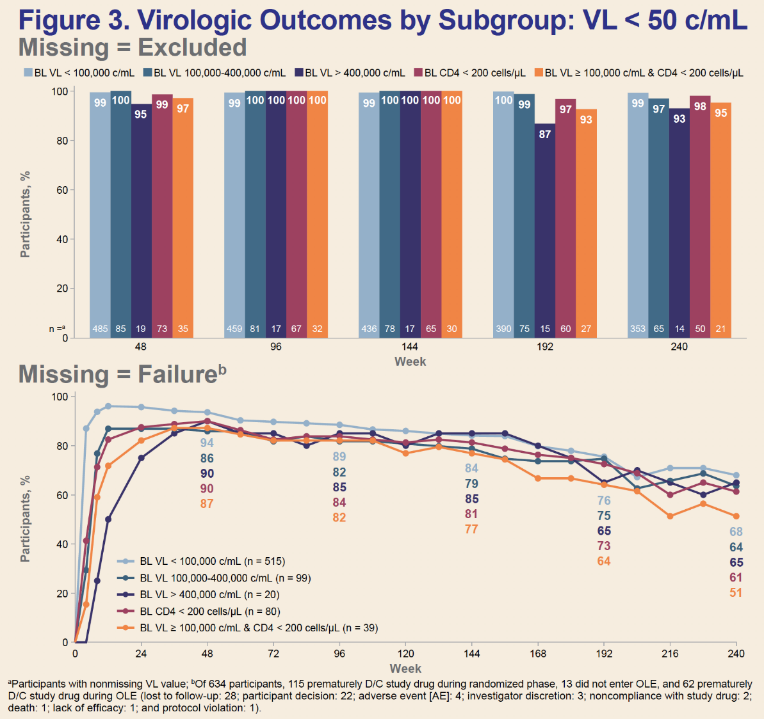 Figure 3. Virologic Outcomes by Subgroup: VL < 50 c/mL
Missing = Excluded
BL VL < 100,000 c/mL BL VL 100,000-400,000 c/mL BL VL > 400,000 c/mL BL CD4 < 200 cells/µL BL VL ≥ 100,000 c/mL & CD4 < 200 cells/µL
Participants, %
100
80
60
40
20
0
99 100 95 99 97
99 100 100 100 100
99 100 100 100 100
100 99 87 97 93
99 97 93 98 95
n =ᵃ
485 85 19 73 35
459 81 17 67 32
436 78 17 65 30
390 75 15 60 27
353 65 14 50 21
48 96 144 192 240
Week
Missing = Failureᵇ
Participants, %
100
80
60
40
20
0
94 86 90 90 87
89 82 85 84 82
84 79 85 81 77
76 75 65 73 64
68 64 65 61 51
BL VL < 100,000 c/mL (n = 515)
BL VL 100,000-400,000 c/mL (n = 99)
BL VL > 400,000 c/mL (n = 20)
BL CD4 < 200 cells/µL (n = 80)
BL VL ≥ 100,000 c/mL & CD4 < 200 cells/µL (n = 39)
0 24 48 72 96 120 144 168 192 216 240
Week
ᵃParticipants with nonmissing VL value; ᵇOf 634 participants, 115 prematurely D/C study drug during randomized phase, 13 did not enter OLE, and 62 prematurely
D/C study drug during OLE (lost to follow-up: 28; participant decision: 22; adverse event [AE]: 4; investigator discretion: 3; noncompliance with study drug: 2;
death: 1; lack of efficacy: 1; and protocol violation: 1).